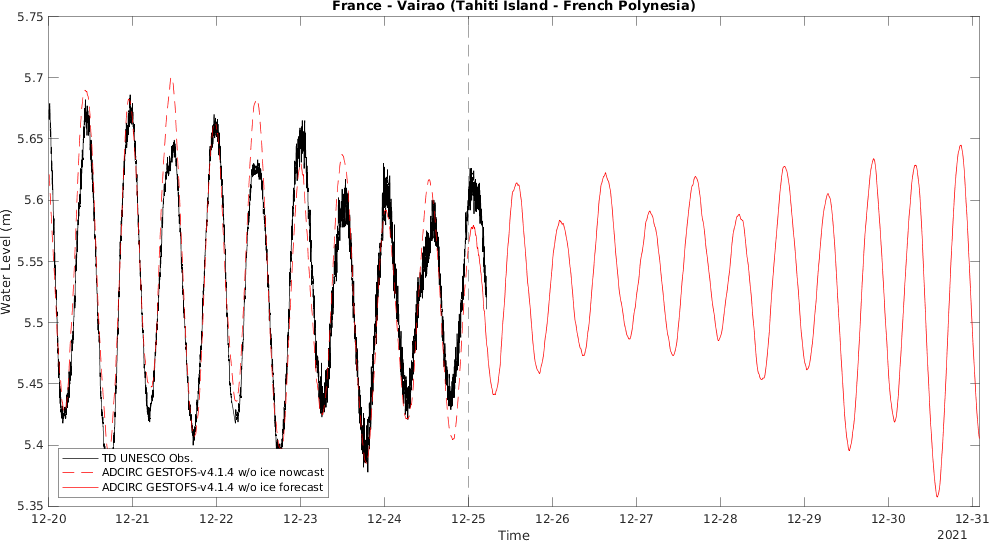 France - Vairao (Tahiti Island - French Polynesia)
5.75
5.7
5.65
5.6
5.55
5.5
5.45
5.4
5.35
Water Level (m)
TD UNESCO Obs.
ADCIRC GESTOFS-v4.1.4 w/o ice nowcast
ADCIRC GESTOFS-v4.1.4 w/o ice forecast
12-20 12-21 12-22 12-23 12-24 12-25 12-26 12-27 12-28 12-29 12-30 12-31
Time
2021